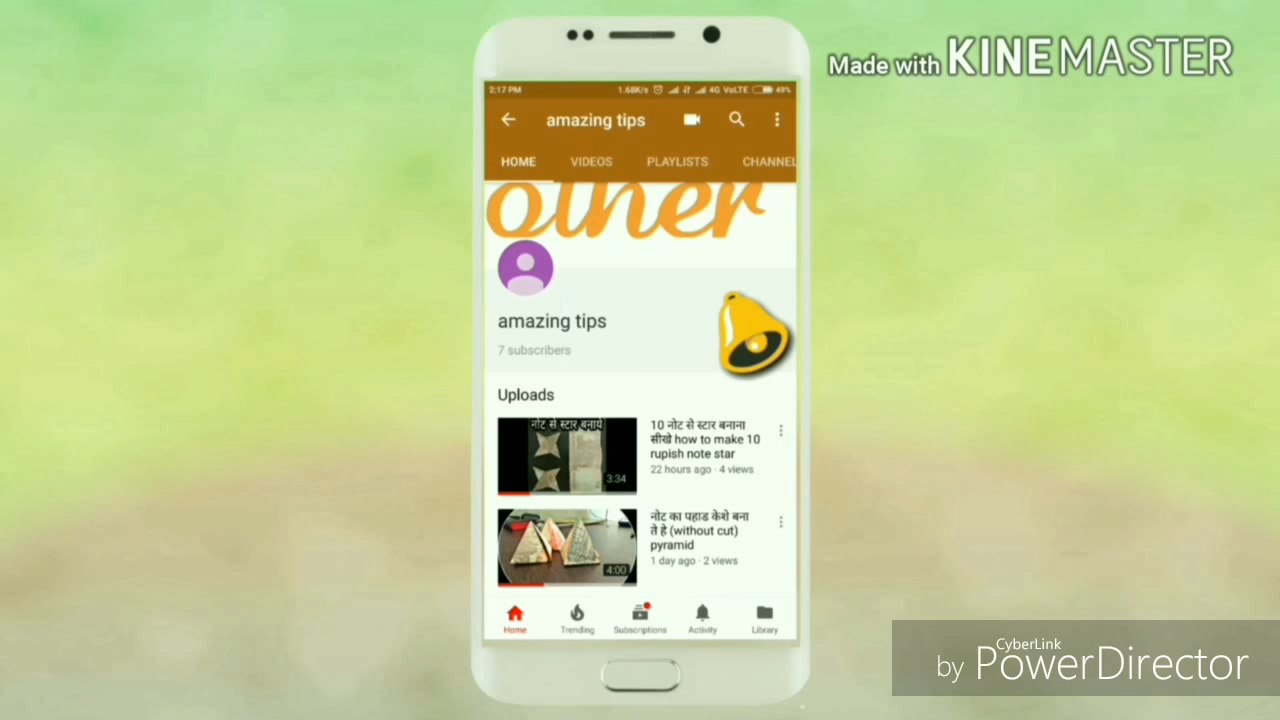 Made with KINEMASTER
2:17 PM 1.68K/s 4G VoLTE 49%
amazing tips
HOME VIDEOS PLAYLISTS CHANNEL
other
amazing tips
7 subscribers
Uploads
नोट से स्टार बनाये
3:34
10 नोट से स्टार बनाना
सीखे how to make 10
rupish note star
22 hours ago · 4 views
4:00
नोट का पहाड केशे बना
ते हे (without cut)
pyramid
1 day ago · 2 views
Home Trending Subscriptions Activity Library
CyberLink
by PowerDirector